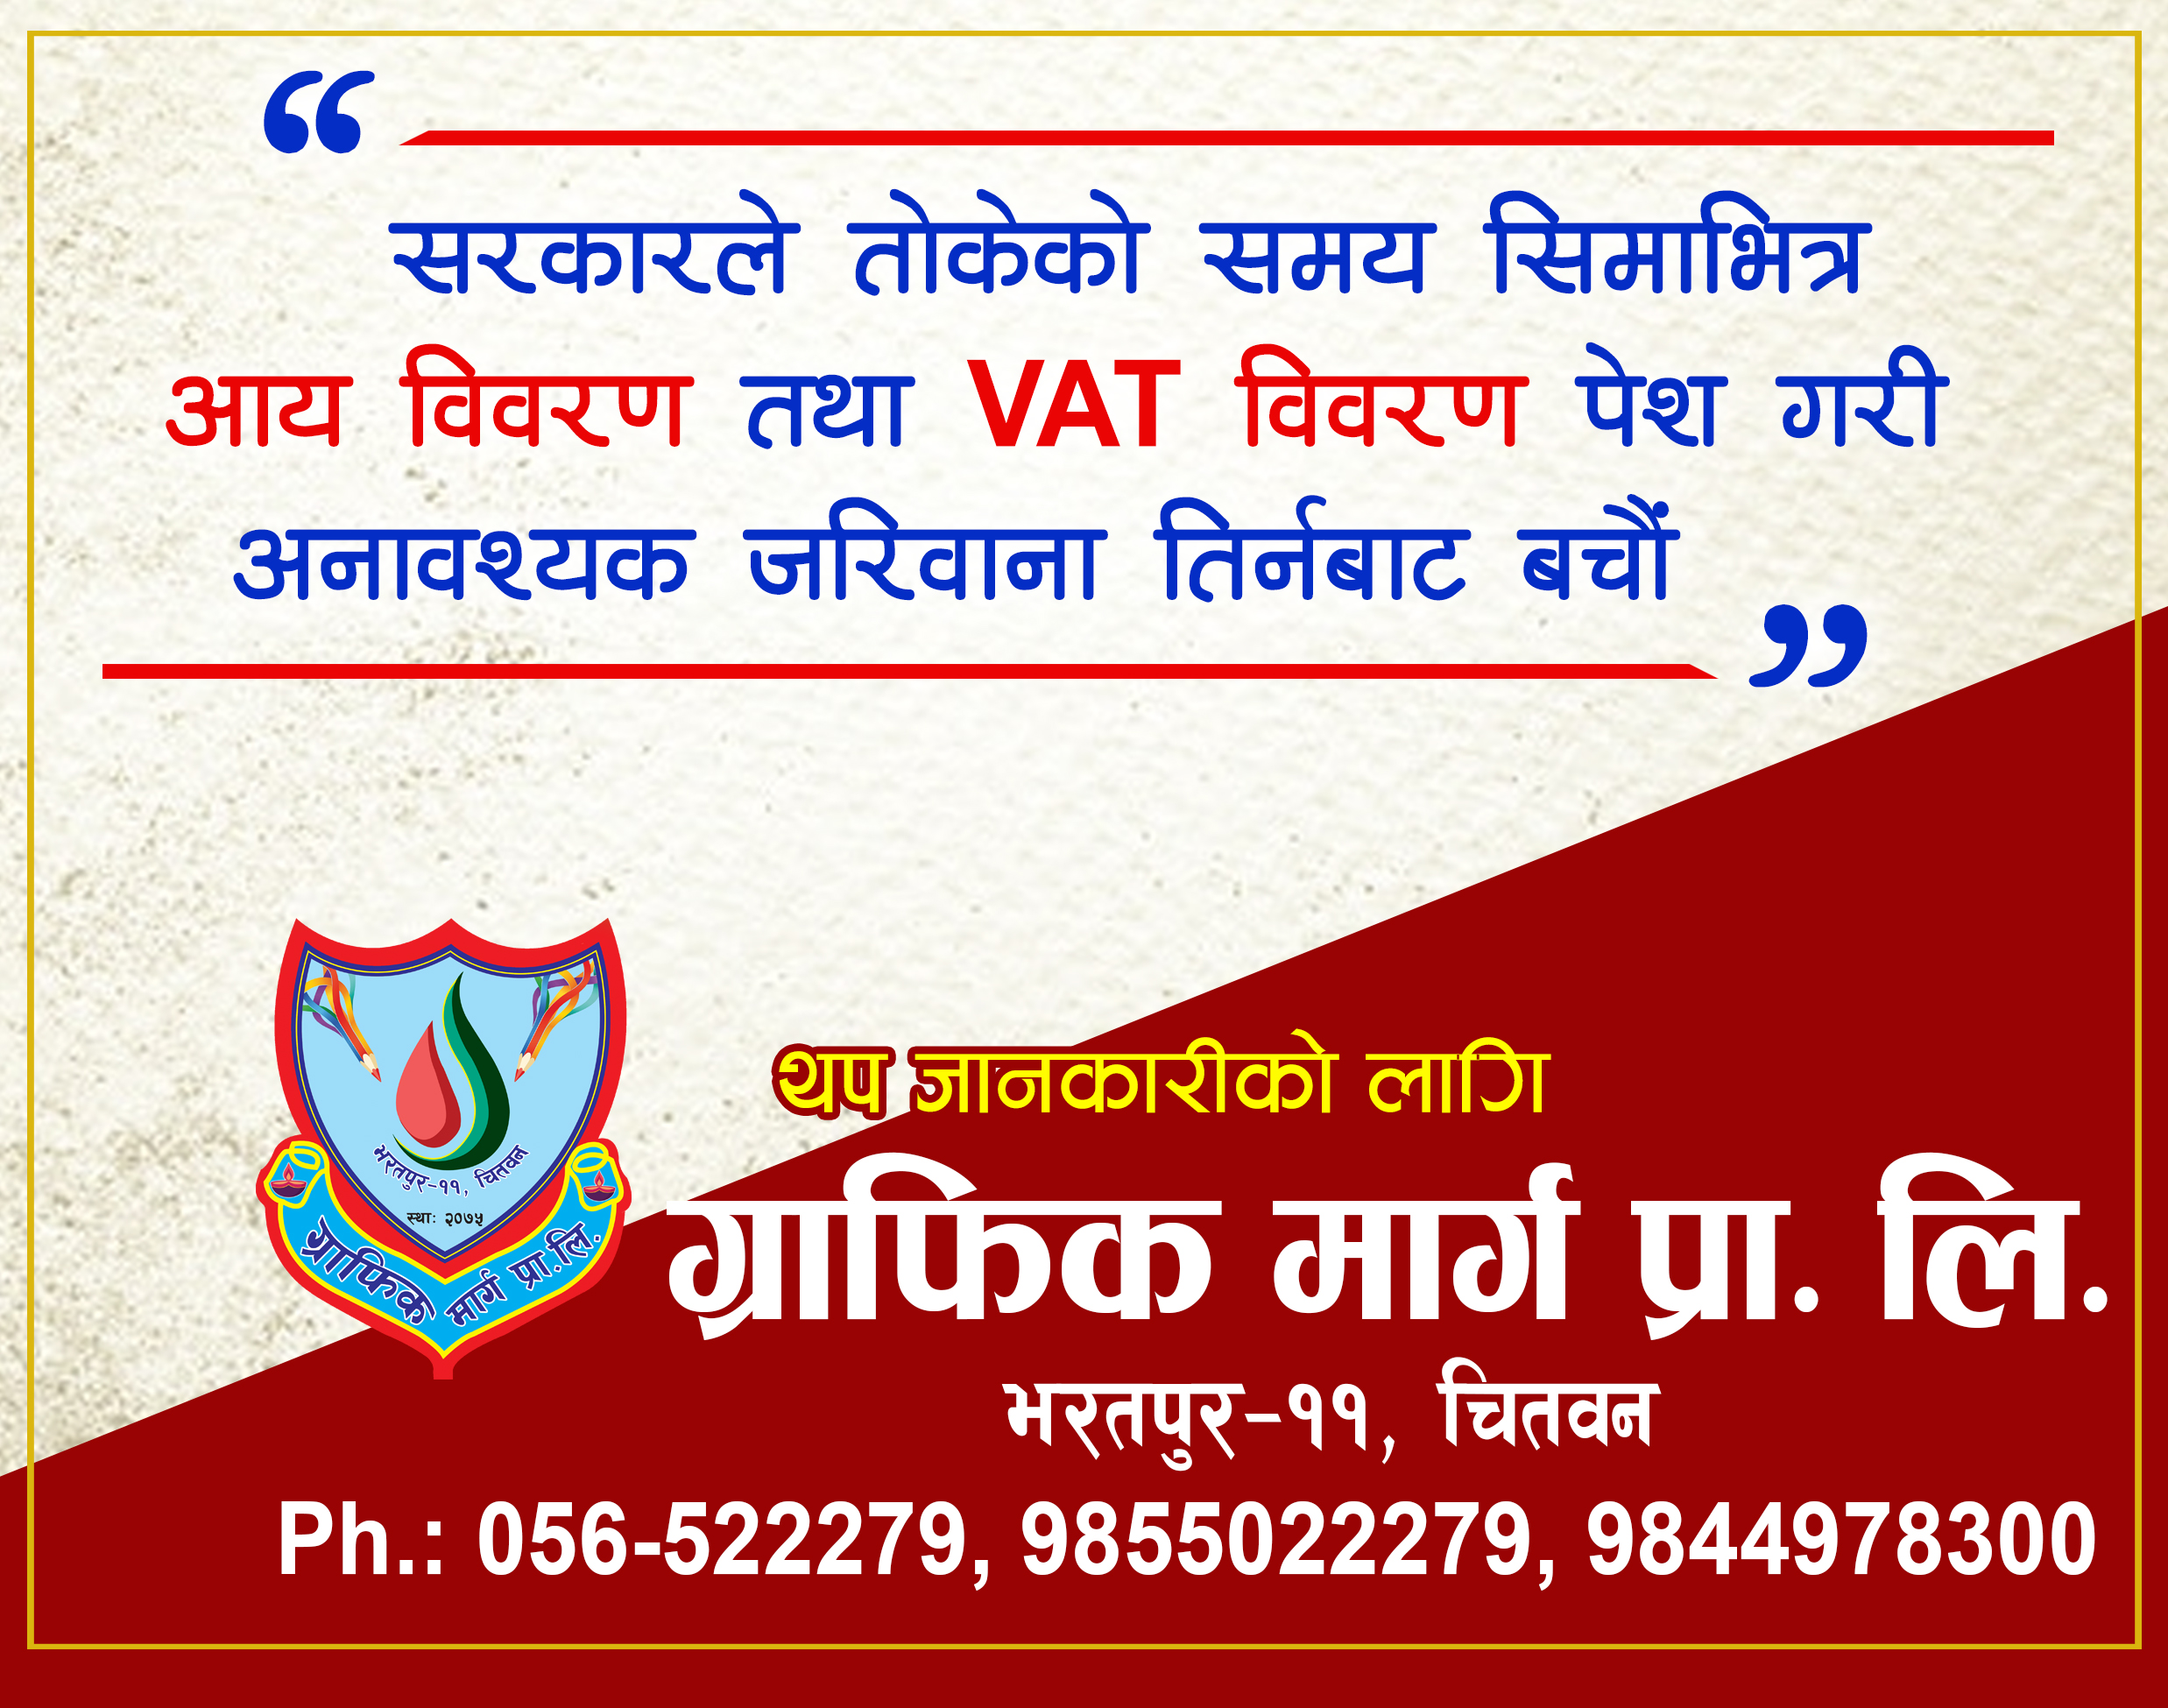 “
सरकारले तोकेको समय सिमाभित्र
आय विवरण तथा VAT विवरण पेश गरी
अनावश्यक जरिवाना तिर्नबाट बचौं
”
भरतपुर-११, चितवन
स्थाः २०७५
ग्राफिक मार्ग प्रा.लि.
थप जानकारीको लागि
ग्राफिक मार्ग प्रा. लि.
भरतपुर-११, चितवन
Ph.: 056-522279, 9855022279, 9844978300